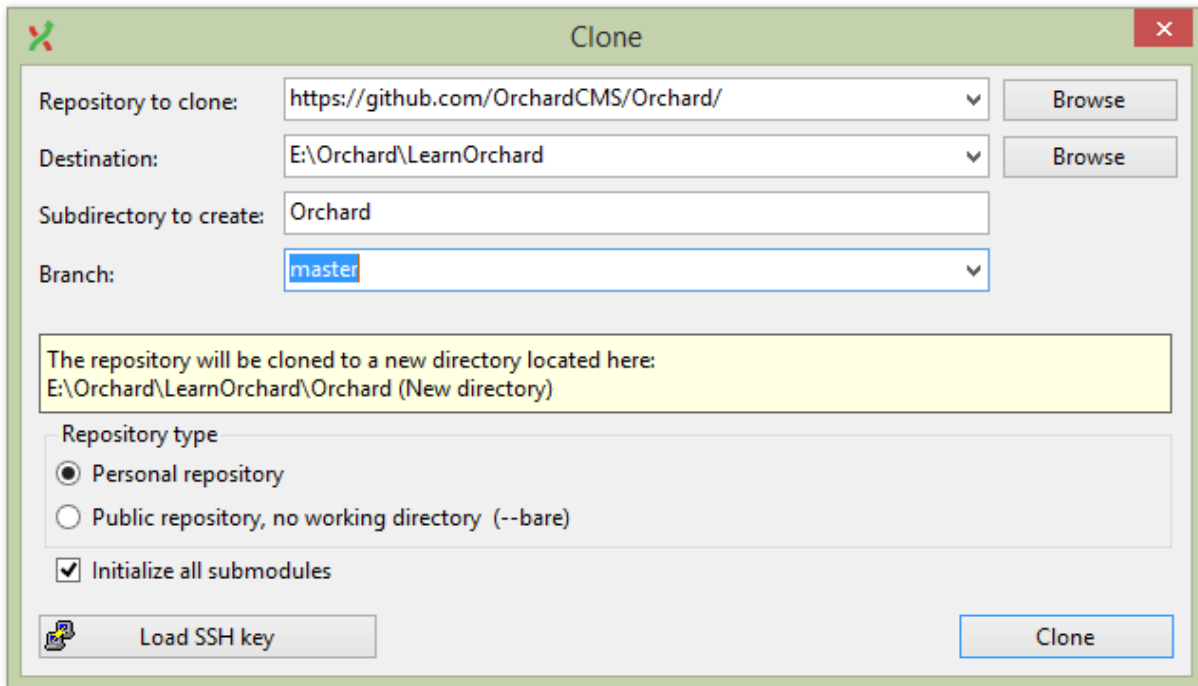 Clone
Repository to clone: https://github.com/OrchardCMS/Orchard/ Browse
Destination: E:\Orchard\LearnOrchard Browse
Subdirectory to create: Orchard
Branch: master
The repository will be cloned to a new directory located here:
E:\Orchard\LearnOrchard\Orchard (New directory)
Repository type
Personal repository
Public repository, no working directory (--bare)
Initialize all submodules
Load SSH key Clone